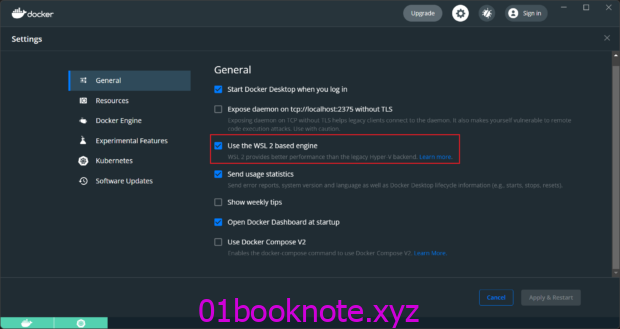 docker
Upgrade
Sign in
Settings
General
Resources
Docker Engine
Experimental Features
Kubernetes
Software Updates
General
Start Docker Desktop when you log in
Expose daemon on tcp://localhost:2375 without TLS
Exposing daemon on TCP without TLS helps legacy clients connect to the daemon. It also makes yourself vulnerable to remote
code execution attacks. Use with caution.
Use the WSL 2 based engine
WSL 2 provides better performance than the legacy Hyper-V backend. Learn more.
Send usage statistics
Send error reports, system version and language as well as Docker Desktop lifecycle information (e.g., starts, stops, resets).
Show weekly tips
Open Docker Dashboard at startup
Use Docker Compose V2
Enables the docker-compose command to use Docker Compose V2. Learn More.
Cancel
Apply & Restart
01booknote.xyz